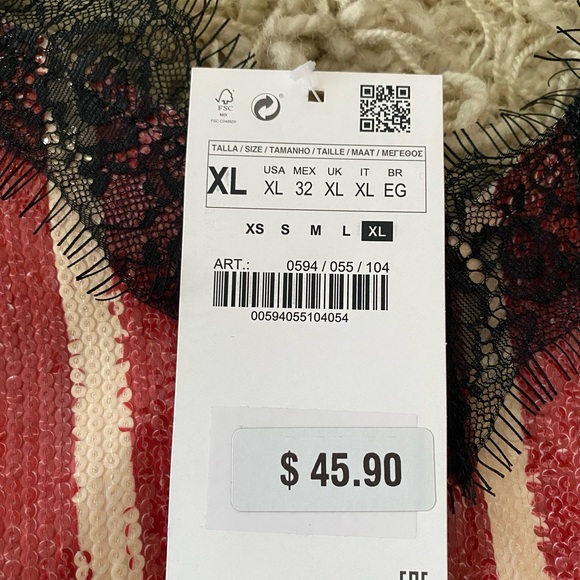 FSC
MIX
TALLA / SIZE / TAMANHO / TAILLE / MAAT / ΜΕΓΕΘΟΣ
XL USA XL MEX 32 UK XL IT XL BR EG
XS S M L XL
ART.: 0594 / 055 / 104
00594055104054
$ 45.90